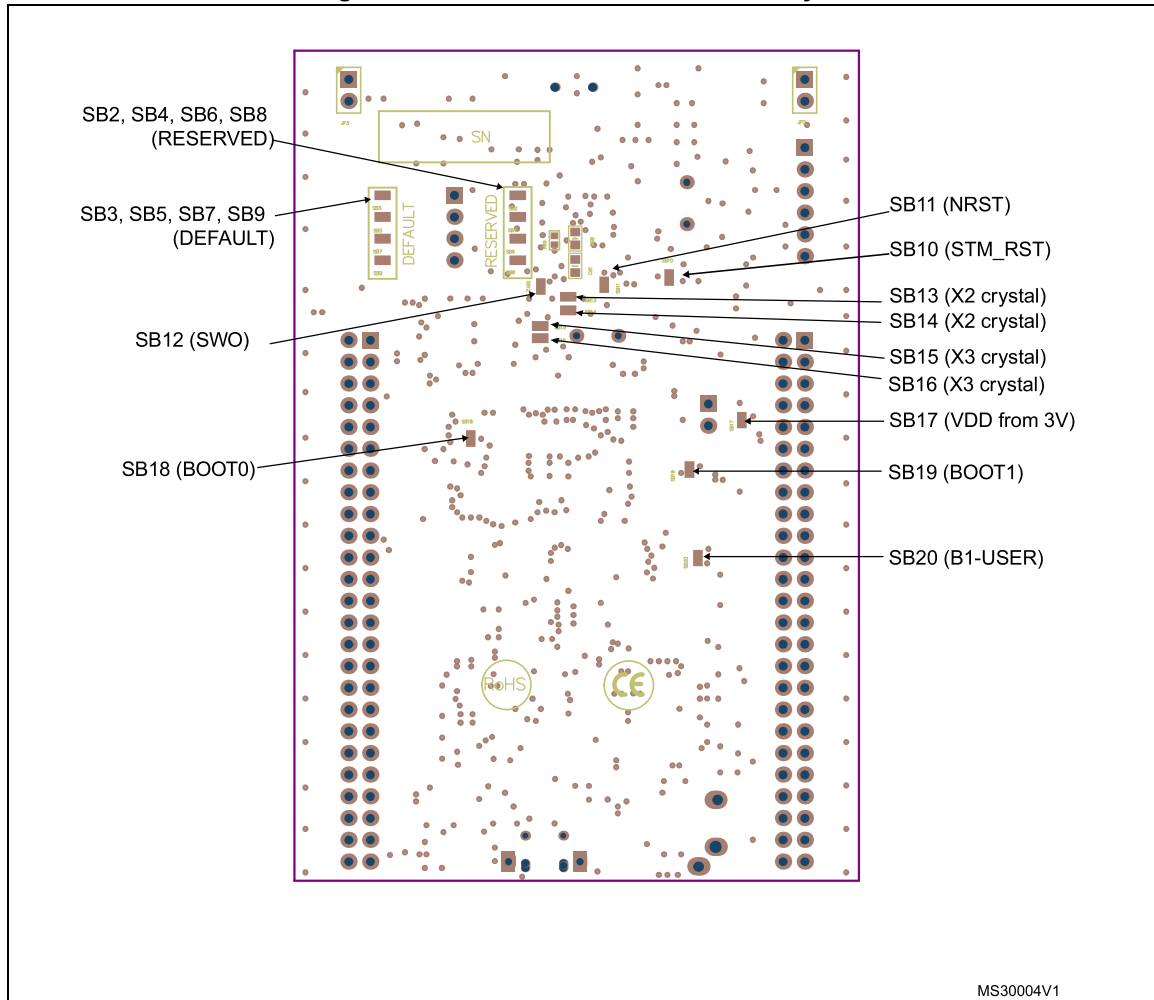 SB2, SB4, SB6, SB8
(RESERVED)
SN
JP3
SB3, SB5, SB7, SB9
(DEFAULT)
DEFAULT
RESERVED
SB11 (NRST)
SB10 (STM_RST)
SB13 (X2 crystal)
SB14 (X2 crystal)
SB12 (SWO)
SB15 (X3 crystal)
SB16 (X3 crystal)
SB17 (VDD from 3V)
SB18 (BOOT0)
SB19 (BOOT1)
SB20 (B1-USER)
RoHS
CE
MS30004V1